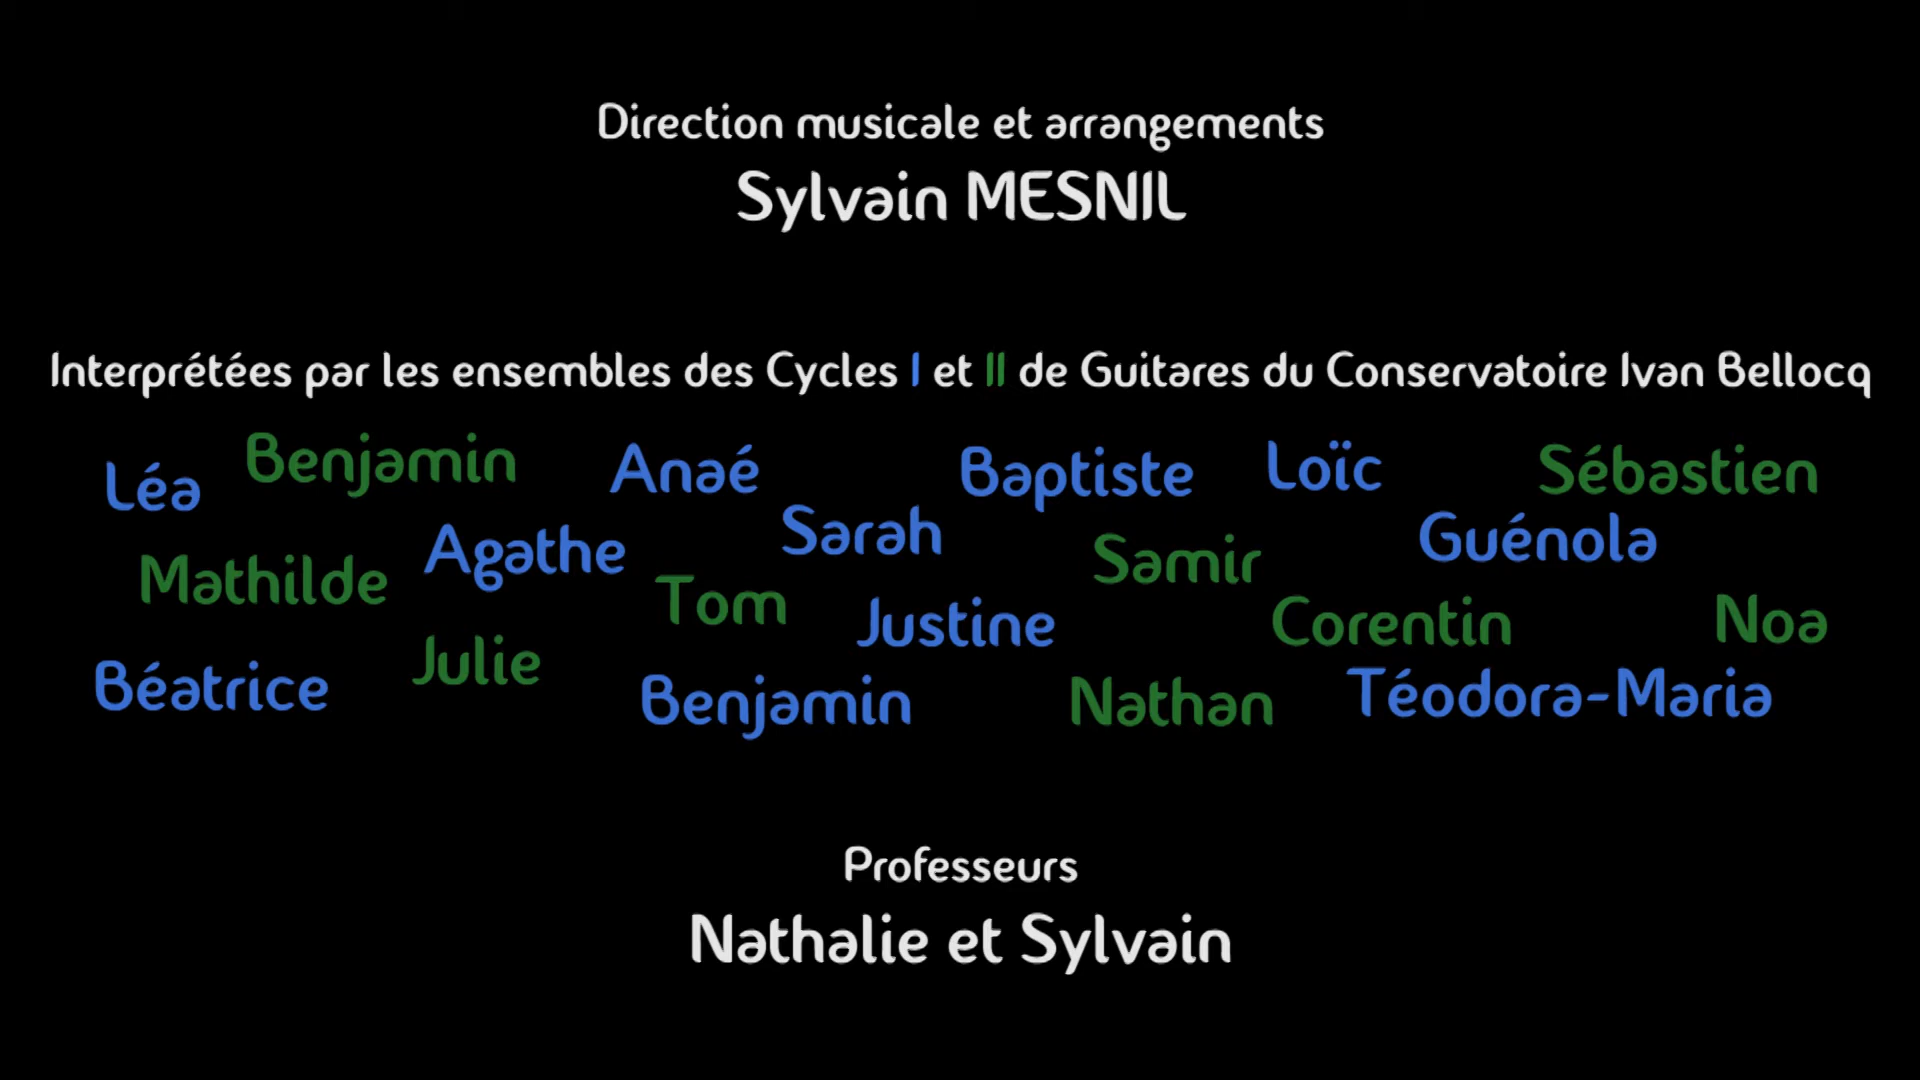 Direction musicale et arrangements
Sylvain MESNIL
Interprétées par les ensembles des Cycles I et II de Guitares du Conservatoire Ivan Bellocq
Léa Benjamin Anaé Baptiste Loïc Sébastien
Mathilde Agathe Sarah Samir Guénola
Tom Justine Corentin Noa
Béatrice Julie Benjamin Nathan Téodora-Maria
Professeurs
Nathalie et Sylvain